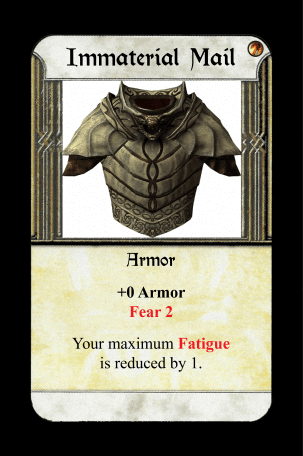 Immaterial Mail
Armor
+0 Armor
Fear 2
Your maximum Fatigue
is reduced by 1.